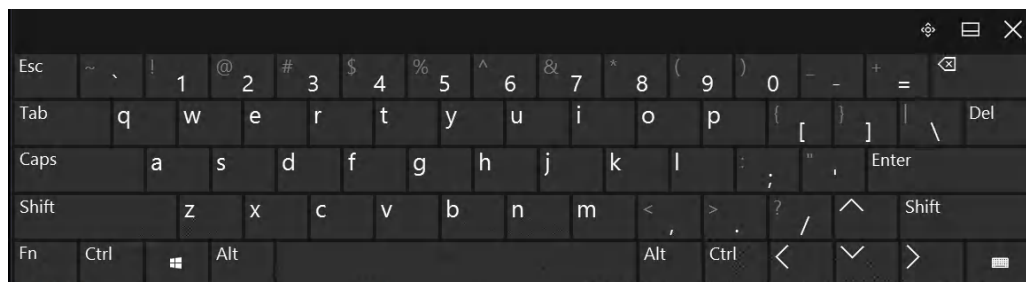 Esc ~ ` ! 1 @ 2 # 3 $ 4 % 5 ^ 6 & 7 * 8 ( 9 ) 0 _ - + =
Tab q w e r t y u i o p { [ } ] | \ Del
Caps a s d f g h j k l : ; " ' Enter
Shift z x c v b n m < , > . ? / Shift
Fn Ctrl Alt Alt Ctrl